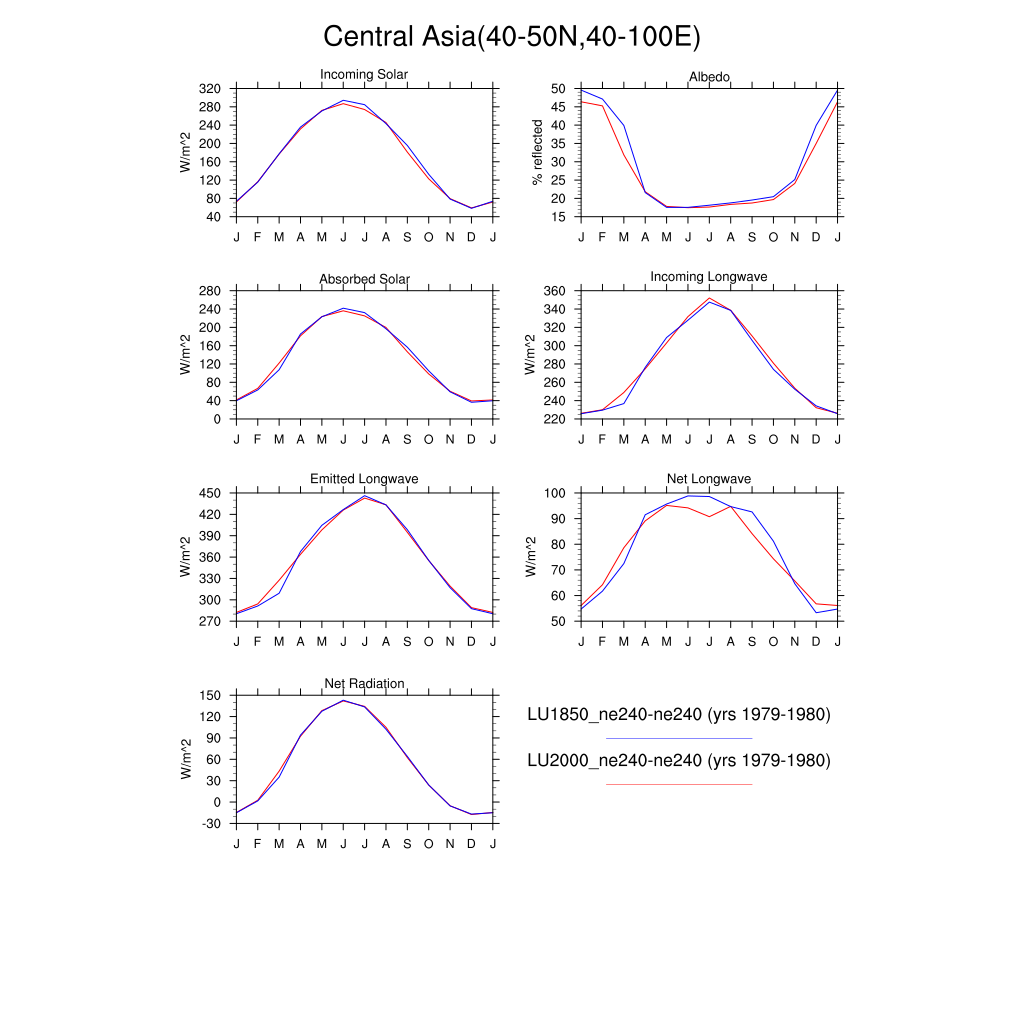 Central Asia(40-50N,40-100E)
Incoming Solar
W/m^2
320
280
240
200
160
120
80
40
J F M A M J J A S O N D J
Albedo
% reflected
50
45
40
35
30
25
20
15
J F M A M J J A S O N D J
Absorbed Solar
W/m^2
280
240
200
160
120
80
40
0
J F M A M J J A S O N D J
Incoming Longwave
W/m^2
360
340
320
300
280
260
240
220
J F M A M J J A S O N D J
Emitted Longwave
W/m^2
450
420
390
360
330
300
270
J F M A M J J A S O N D J
Net Longwave
W/m^2
100
90
80
70
60
50
J F M A M J J A S O N D J
Net Radiation
W/m^2
150
120
90
60
30
0
-30
J F M A M J J A S O N D J
LU1850_ne240-ne240 (yrs 1979-1980)
LU2000_ne240-ne240 (yrs 1979-1980)